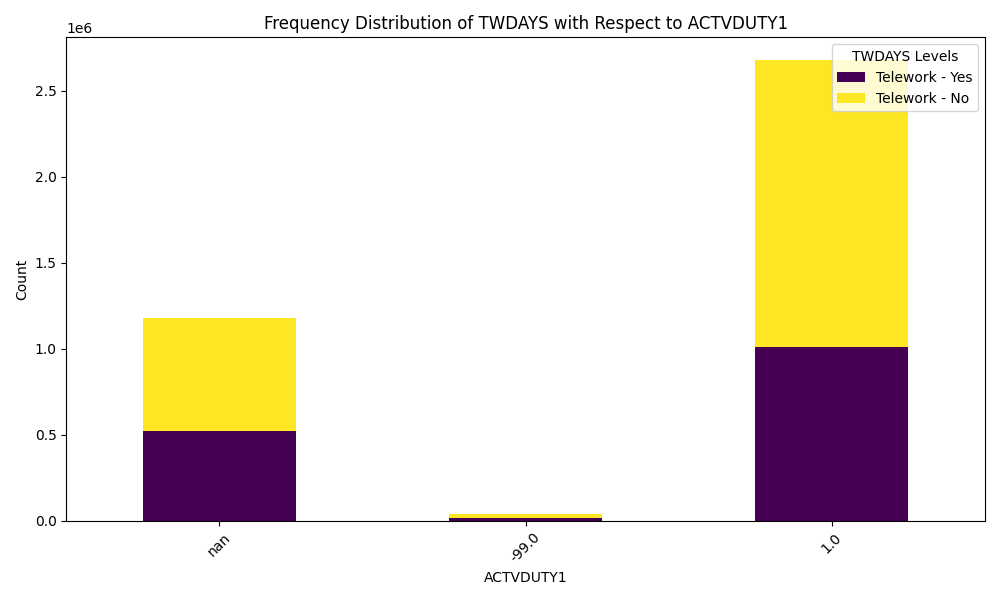 Frequency Distribution of TWDAYS with Respect to ACTVDUTY1
1e6
TWDAYS Levels
Telework - Yes
Telework - No
2.5
2.0
1.5
1.0
0.5
0.0
Count
nan
-99.0
1.0
ACTVDUTY1